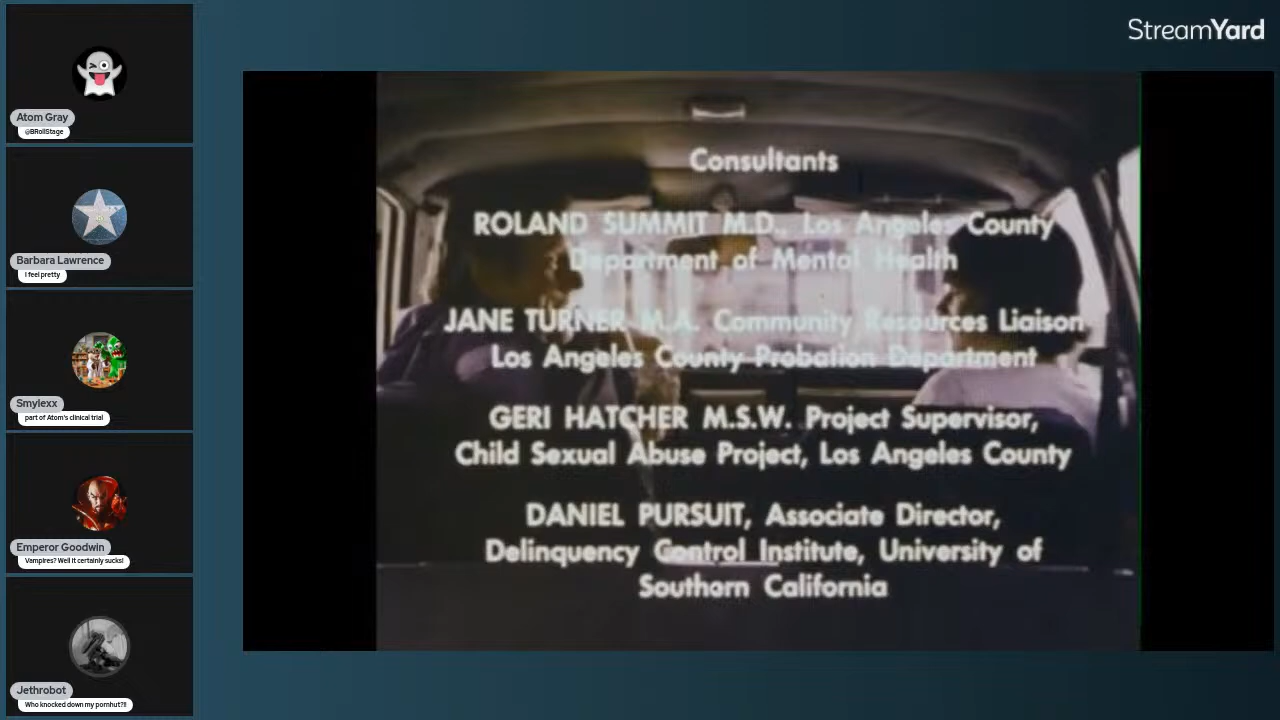 StreamYard
Atom Gray
@BRollStage
Barbara Lawrence
I feel pretty
Smylexx
part of Atom's clinical trial
Emperor Goodwin
Vampires? Well it certainly sucks!
Jethrobot
Who knocked down my pornhut?!!
Consultants
ROLAND SUMMIT M.D., Los Angeles County
Department of Mental Health
JANE TURNER M.A. Community Resources Liaison
Los Angeles County Probation Department
GERI HATCHER M.S.W. Project Supervisor,
Child Sexual Abuse Project, Los Angeles County
DANIEL PURSUIT, Associate Director,
Delinquency Control Institute, University of
Southern California